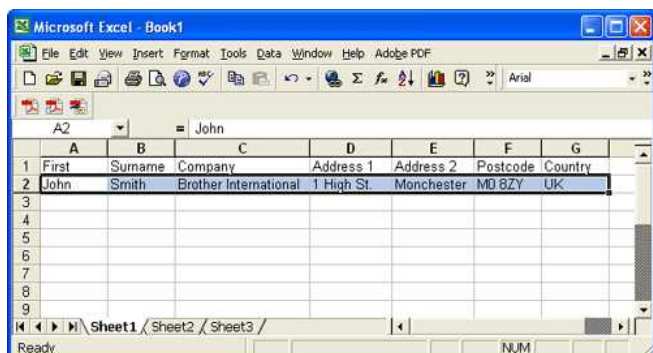 Microsoft Excel - Book1
File Edit View Insert Format Tools Data Window Help Adobe PDF
Arial
A2 = John
A B C D E F G
1 First Surname Company Address 1 Address 2 Postcode Country
2 John Smith Brother International 1 High St. Monchester M0 8ZY UK
3
4
5
6
7
8
9
Sheet1 / Sheet2 / Sheet3 /
Ready NUM